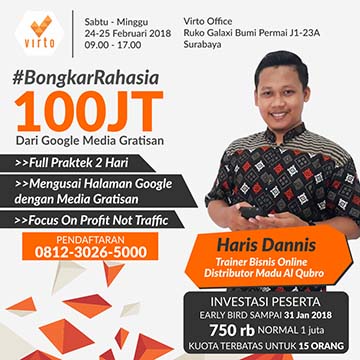 virto
Sabtu - Minggu
24-25 Februari 2018
09.00 - 17.00
Virto Office
Ruko Galaxi Bumi Permai J1-23A
Surabaya
#BongkarRahasia
100JT
Dari Google Media Gratisan
>>Full Praktek 2 Hari
>>Mengusai Halaman Google
dengan Media Gratisan
>>Focus On Profit Not Traffic
PENDAFTARAN
0812-3026-5000
Haris Dannis
Trainer Bisnis Online
Distributor Madu Al Qubro
INVESTASI PESERTA
EARLY BIRD SAMPAI 31 Jan 2018
750 rb NORMAL 1 juta
KUOTA TERBATAS UNTUK 15 ORANG